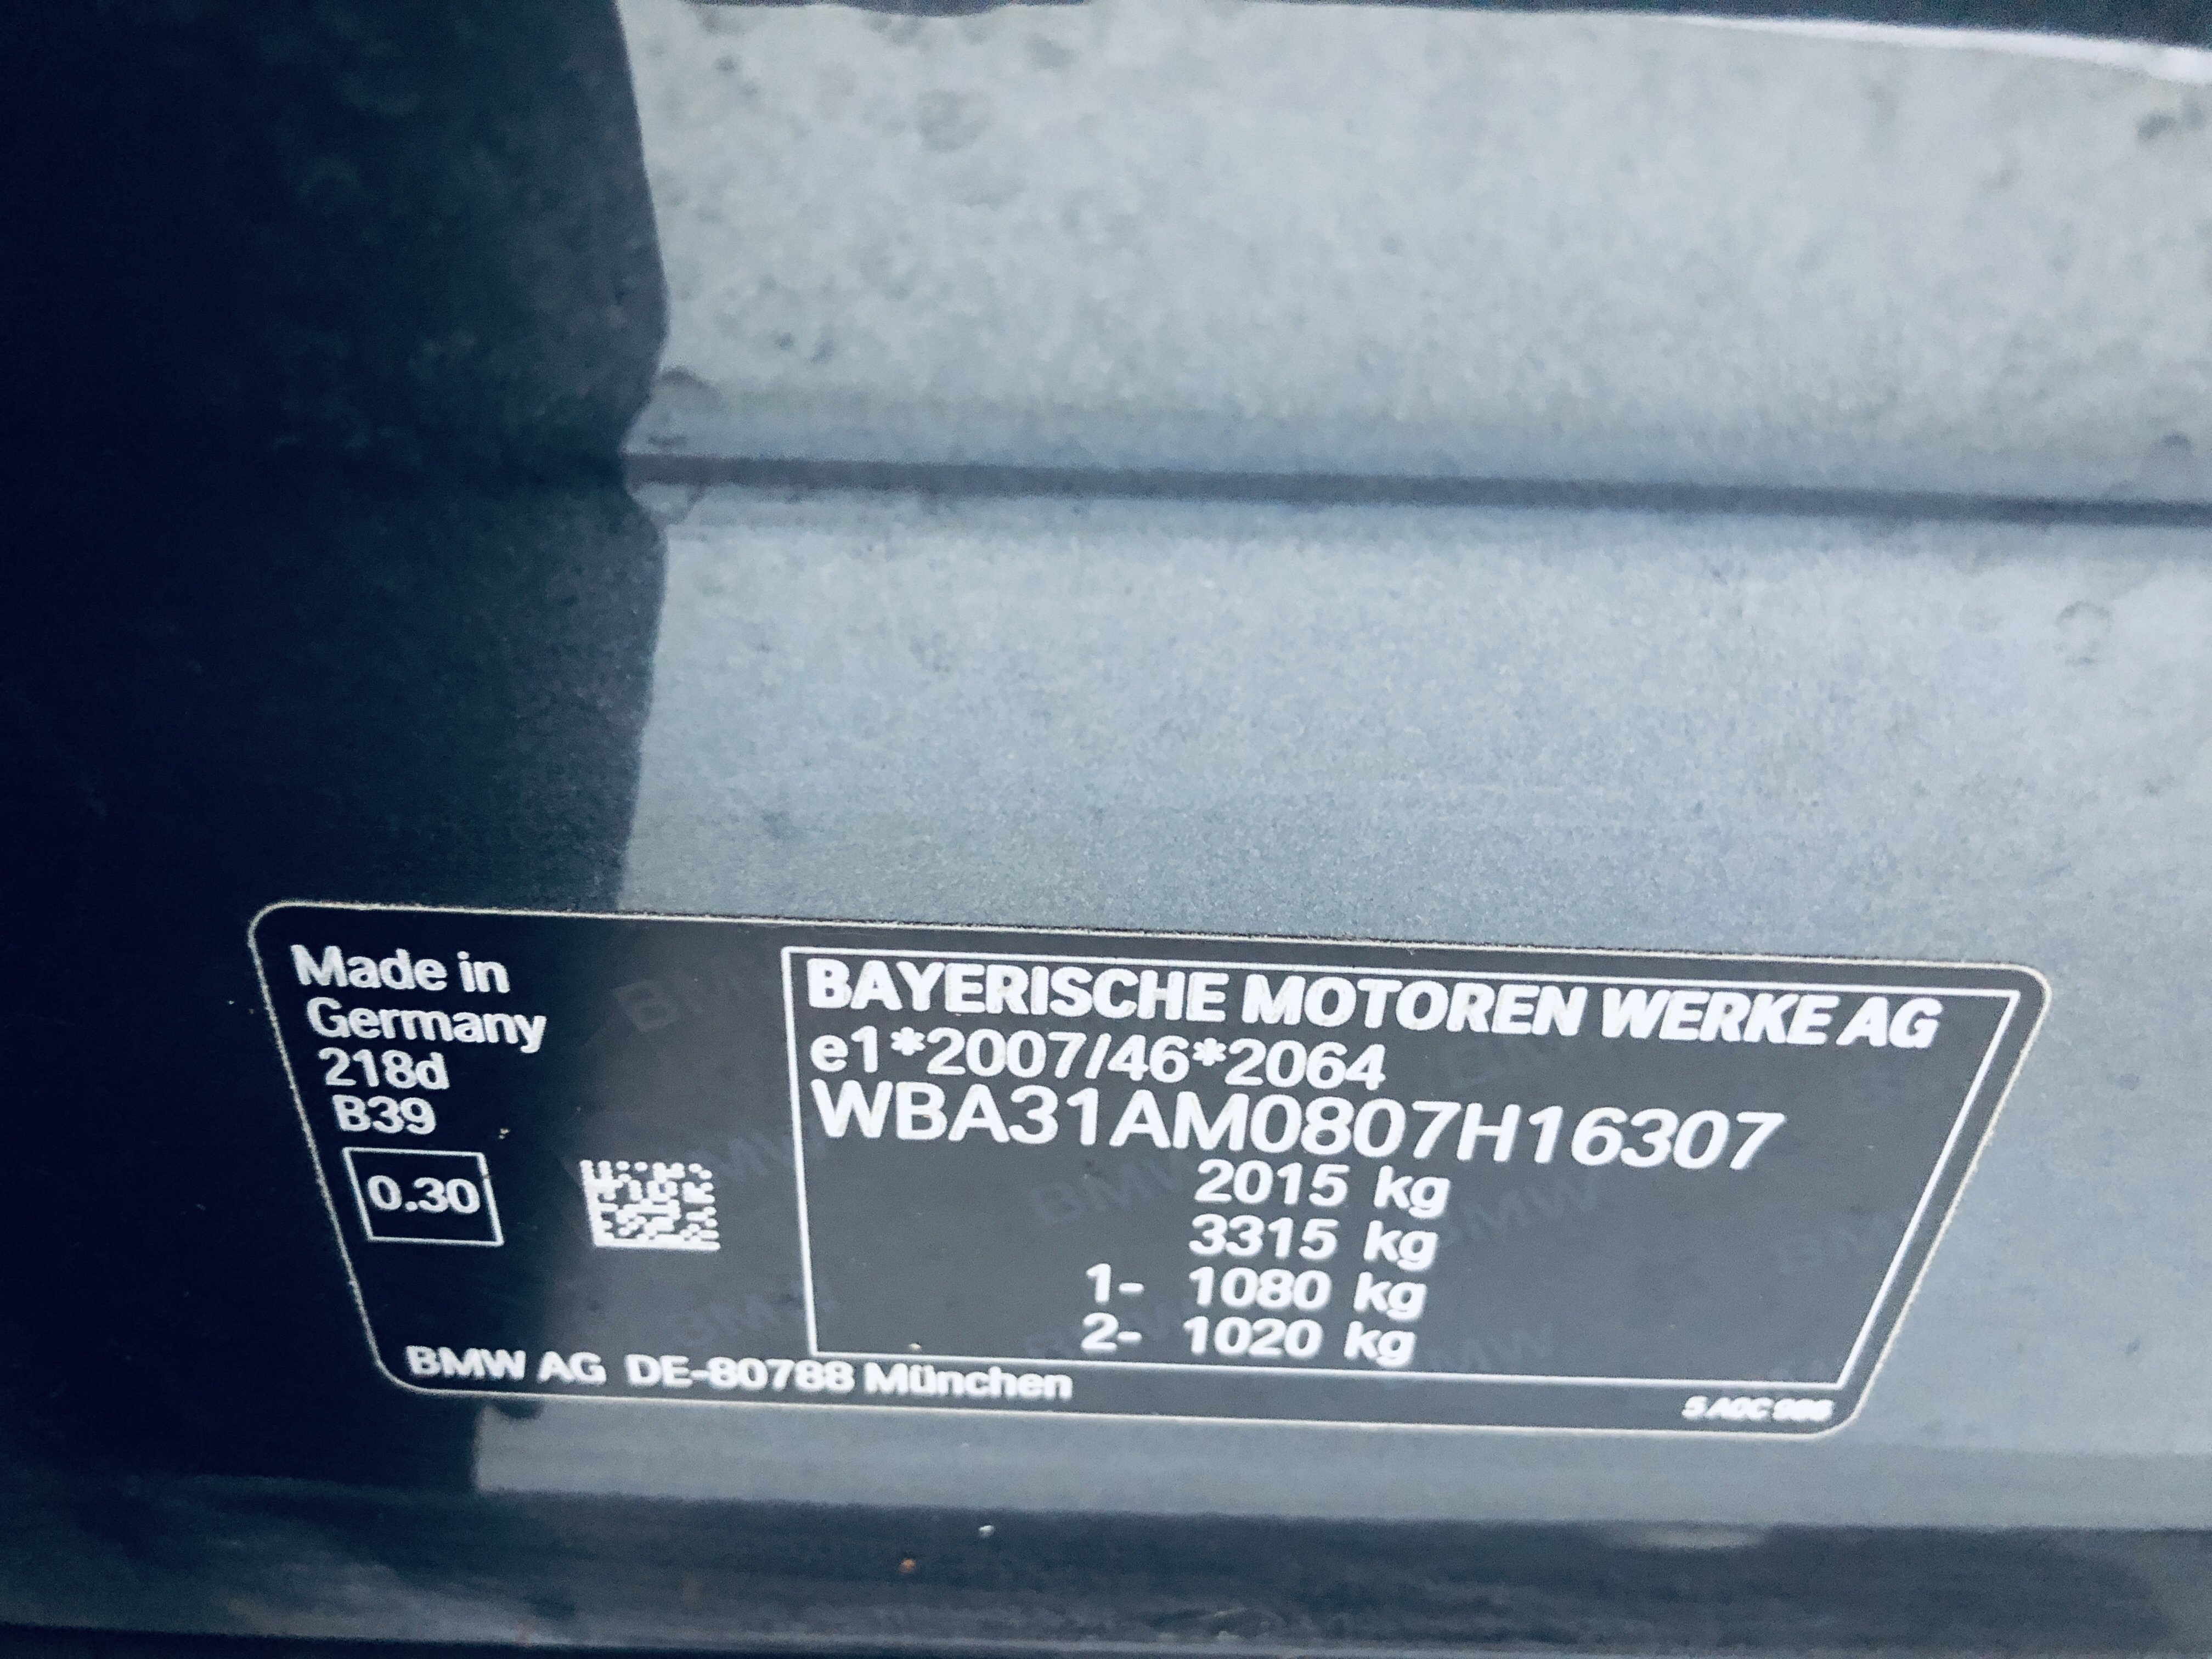 Made in
Germany
218d
B39
0.30
BAYERISCHE MOTOREN WERKE AG
e1*2007/46*2064
WBA31AM0807H16307
2015 kg
3315 kg
1- 1080 kg
2- 1020 kg
BMW AG DE-80788 München